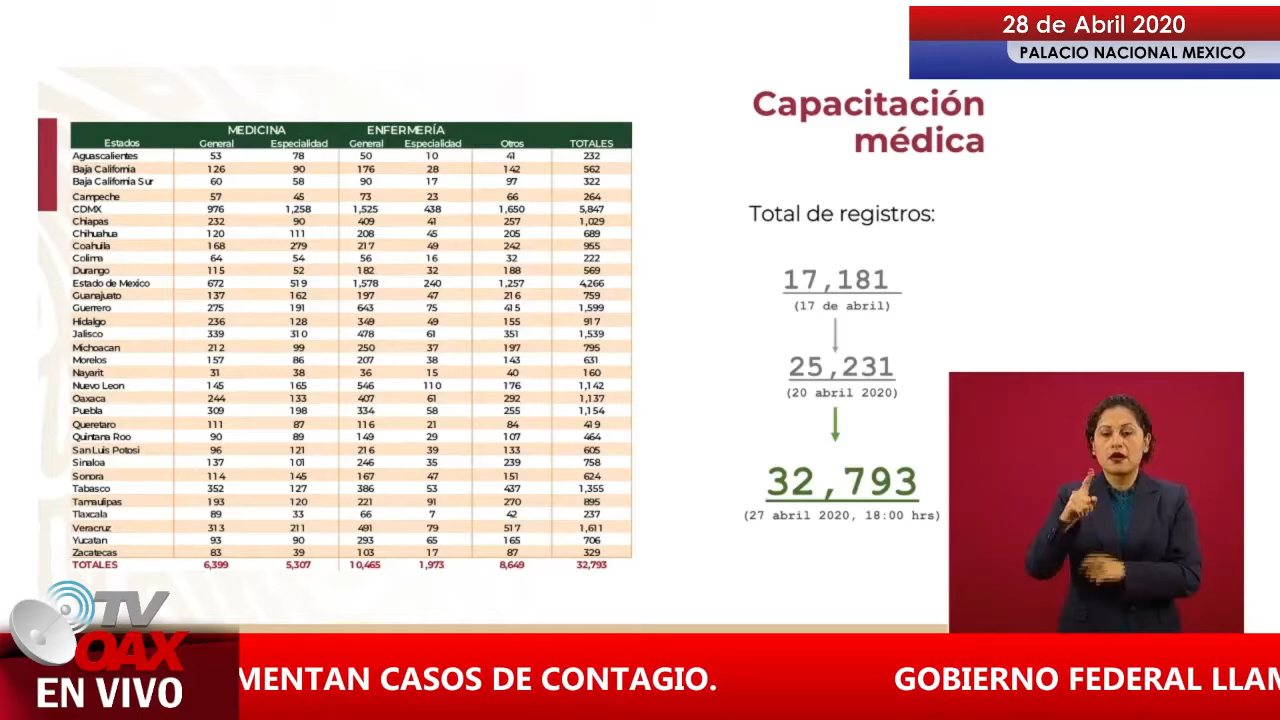 28 de Abril 2020
PALACIO NACIONAL MEXICO
Capacitación
médica
MEDICINA ENFERMERÍA
Estados General Especialidad General Especialidad Otros TOTALES
Aguascalientes 53 78 50 10 41 232
Baja California 126 90 176 28 142 562
Baja California Sur 60 58 90 17 97 322
Campeche 57 45 73 23 66 264
CDMX 976 1,258 1,525 438 1,650 5,847
Chiapas 232 90 409 41 257 1,029
Chihuahua 120 111 208 45 205 689
Coahuila 168 279 217 49 242 955
Colima 64 54 56 16 32 222
Durango 115 52 182 32 188 569
Estado de Mexico 672 519 1,578 240 1,257 4,266
Guanajuato 137 162 197 47 216 759
Guerrero 275 191 643 75 415 1,599
Hidalgo 236 128 349 49 155 917
Jalisco 339 310 478 61 351 1,539
Michoacan 212 99 250 37 197 795
Morelos 157 86 207 38 143 631
Nayarit 31 38 36 15 40 160
Nuevo Leon 145 165 546 110 176 1,142
Oaxaca 244 133 407 61 292 1,137
Puebla 309 198 334 58 255 1,154
Queretaro 111 87 116 21 84 419
Quintana Roo 90 89 149 29 107 464
San Luis Potosi 96 121 216 39 133 605
Sinaloa 137 101 246 35 239 758
Sonora 114 145 167 47 151 624
Tabasco 352 127 386 53 437 1,355
Tamaulipas 193 120 221 91 270 895
Tlaxcala 89 33 66 7 42 237
Veracruz 313 211 491 79 517 1,611
Yucatan 93 90 293 65 165 706
Zacatecas 83 39 103 17 87 329
TOTALES 6,399 5,307 10,465 1,973 8,649 32,793
Total de registros:
17,181
(17 de abril)
25,231
(20 abril 2020)
32,793
(27 abril 2020, 18:00 hrs)
TV
OAX
EN VIVO
MENTAN CASOS DE CONTAGIO. GOBIERNO FEDERAL LLAM